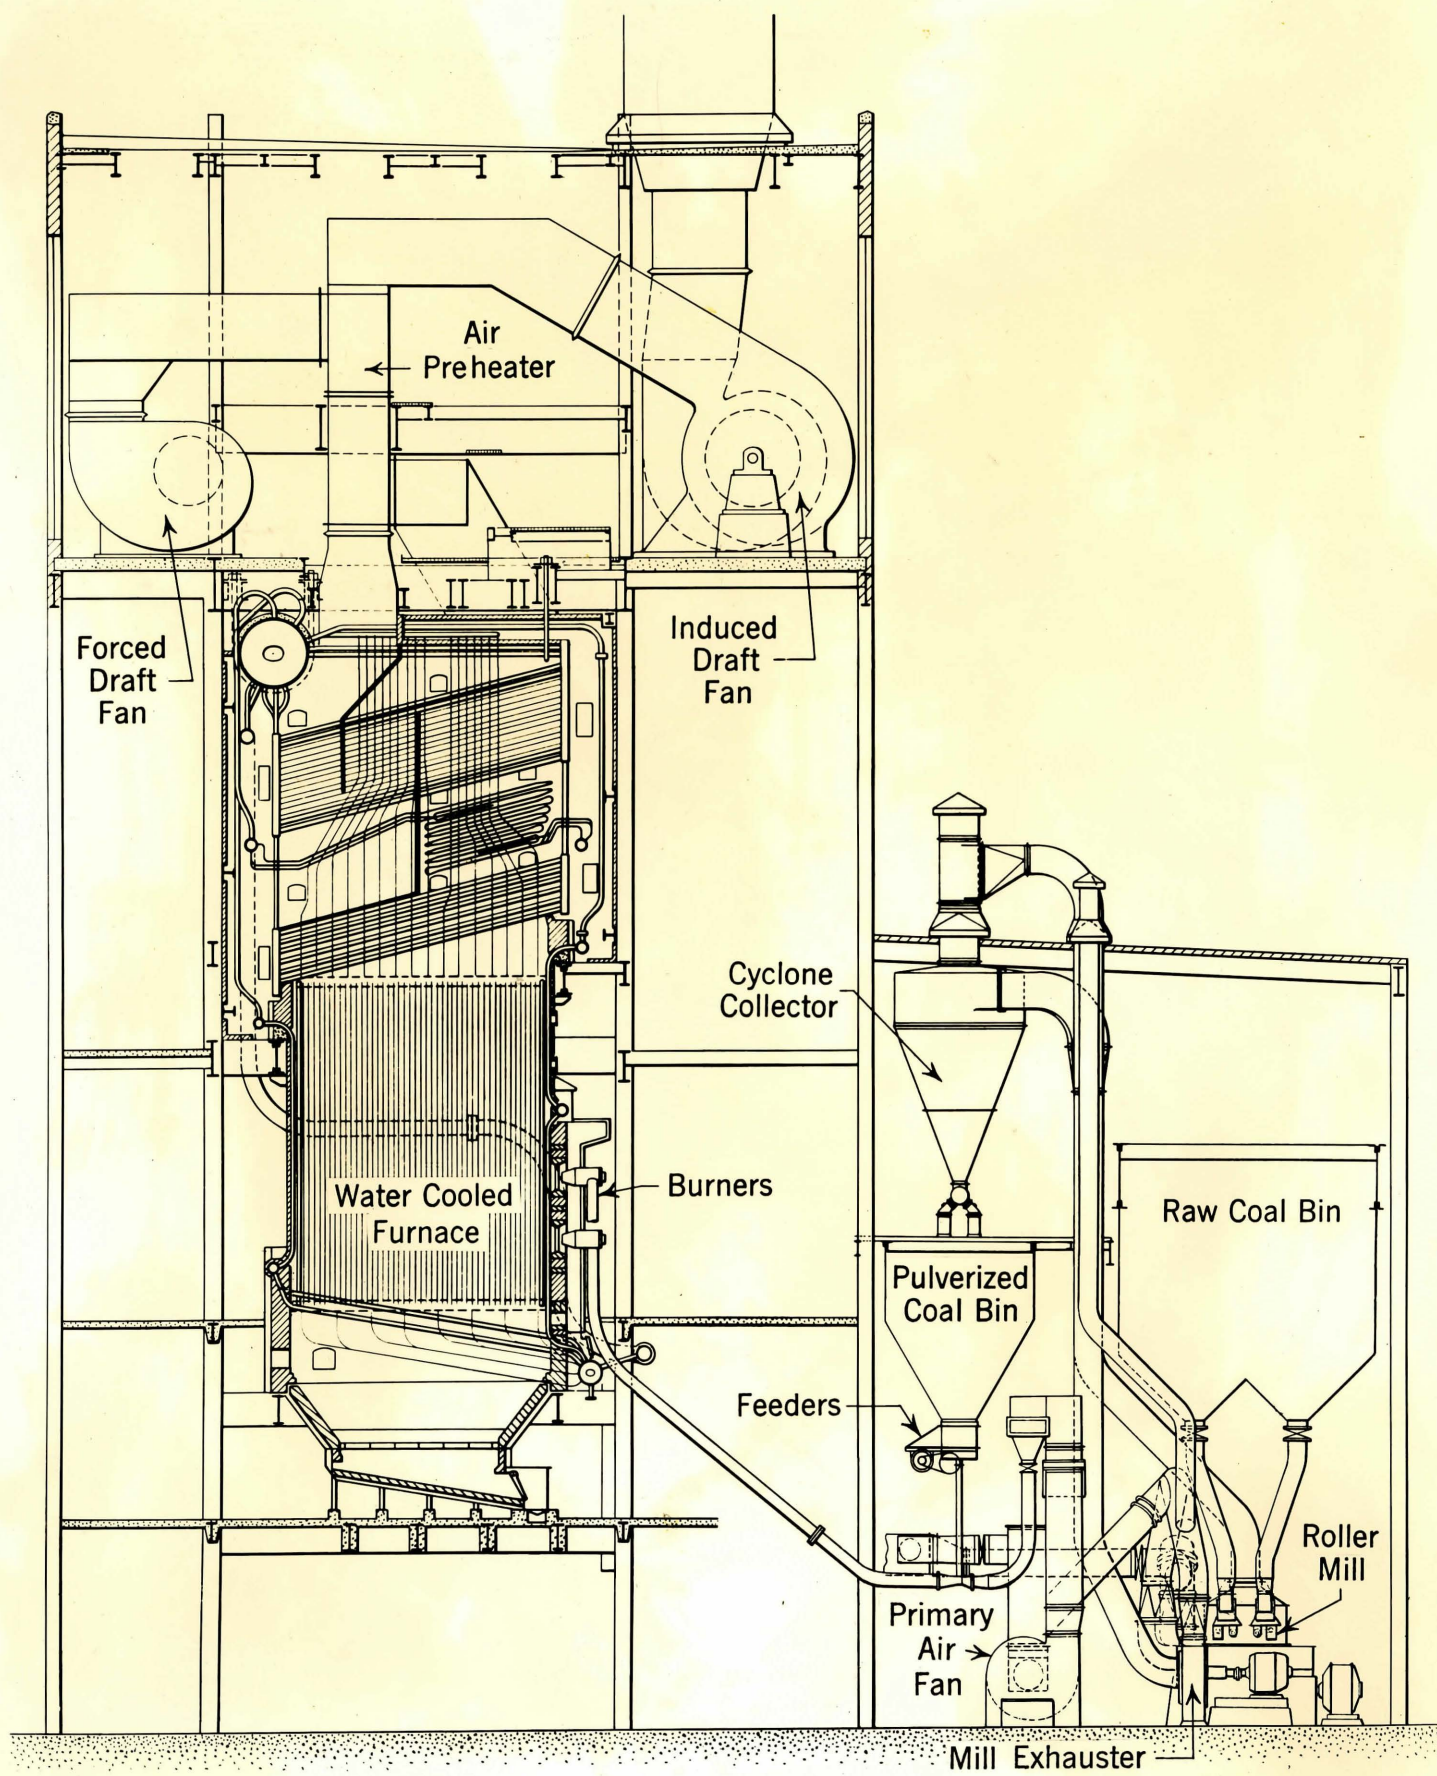 Air
Preheater
Forced
Draft
Fan
Induced
Draft
Fan
Cyclone
Collector
Water Cooled
Furnace
Burners
Raw Coal Bin
Pulverized
Coal Bin
Feeders
Roller
Mill
Primary
Air
Fan
Mill Exhauster